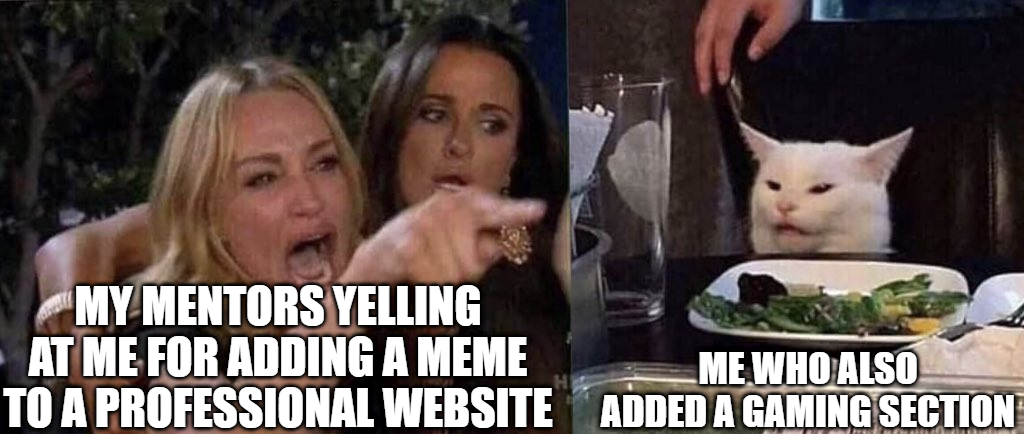 MY MENTORS YELLING
AT ME FOR ADDING A MEME
TO A PROFESSIONAL WEBSITE
ME WHO ALSO
ADDED A GAMING SECTION